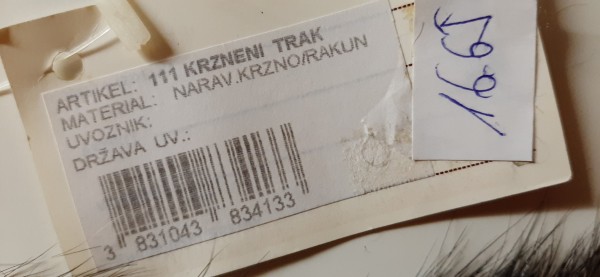 ARTIKEL: 111 KRZNENI TRAK
MATERIAL: NARAV.KRZNO/RAKUN
UVOZNIK:
DRŽAVA UV.:
3 831043 834133